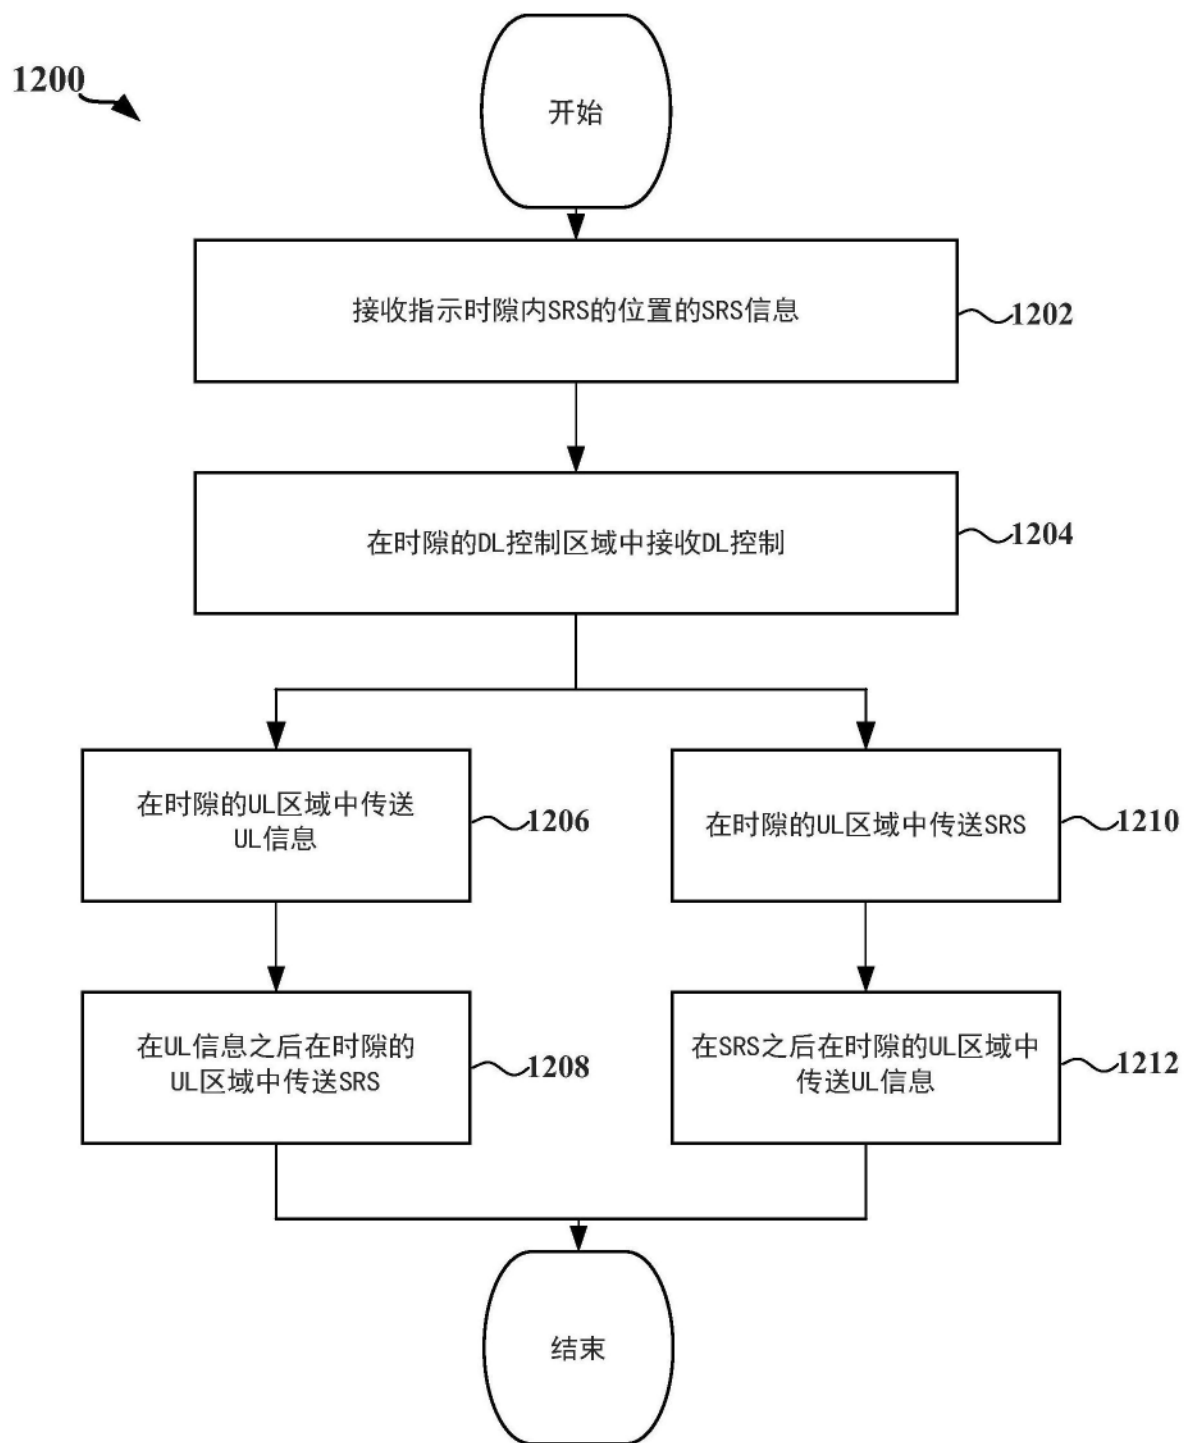 1200
开始
接收指示时隙内SRS的位置的SRS信息
1202
在时隙的DL控制区域中接收DL控制
1204
在时隙的UL区域中传送
UL信息
1206
在时隙的UL区域中传送SRS
1210
在UL信息之后在时隙的
UL区域中传送SRS
1208
在SRS之后在时隙的UL区域中
传送UL信息
1212
结束